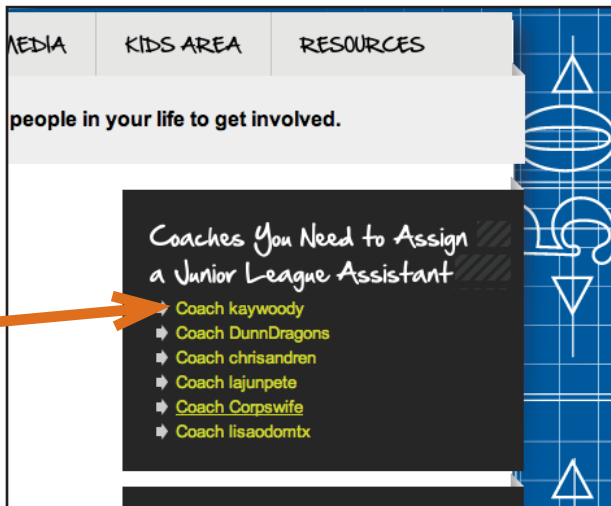 KIDS AREA
RESOURCES
people in your life to get involved.
Coaches You Need to Assign
a Junior League Assistant
Coach kaywoody
Coach DunnDragons
Coach chrisandren
Coach lajunpete
Coach Corpswife
Coach lisaodomtx
50